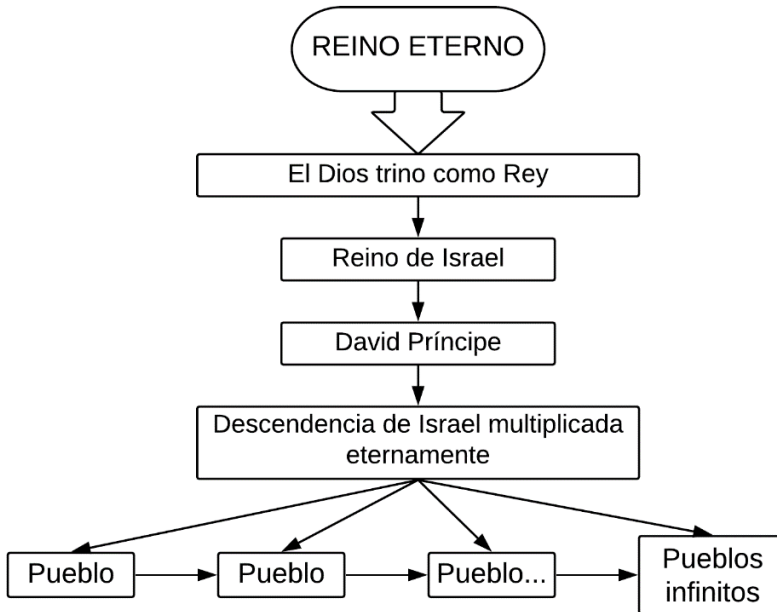 REINO ETERNO
El Dios trino como Rey
Reino de Israel
David Príncipe
Descendencia de Israel multiplicada
eternamente
Pueblo
Pueblo
Pueblo...
Pueblos
infinitos